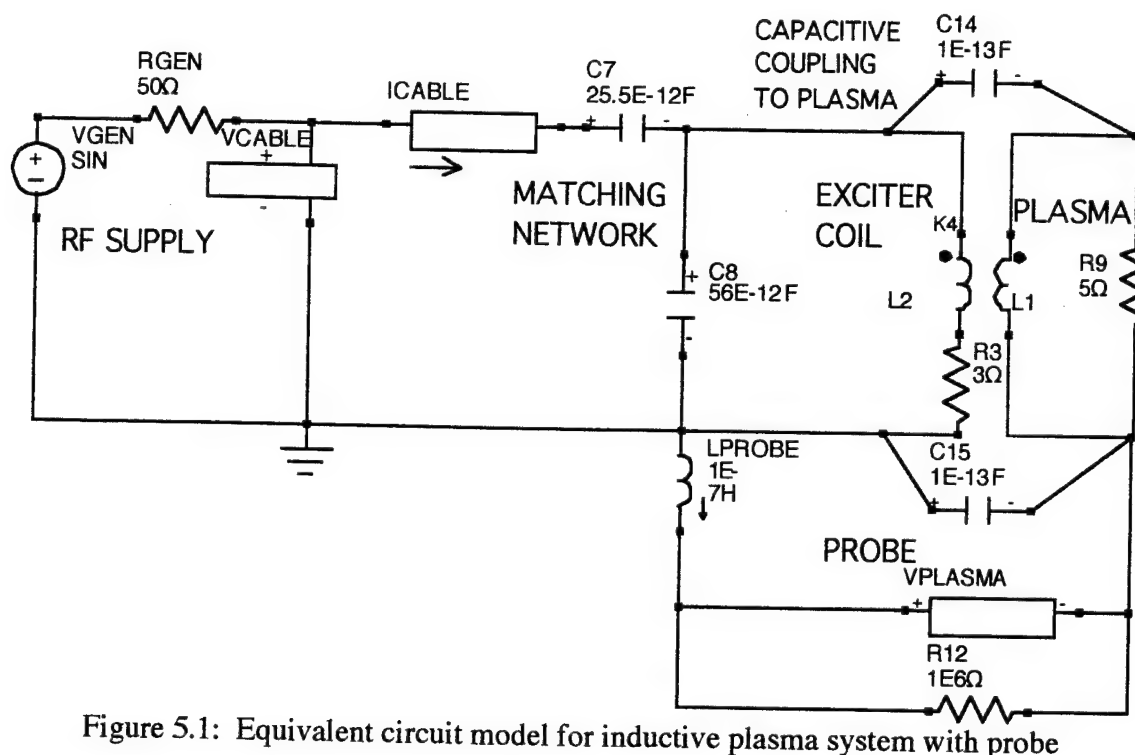 CAPACITIVE
COUPLING
TO PLASMA
C14
1E-13F
+ -
RGEN
50Ω
ICABLE
C7
25.5E-12F
+ -
VGEN
SIN
+
−
VCABLE
+
-
RF SUPPLY
MATCHING
NETWORK
EXCITER
COIL
PLASMA
K4
C8
56E-12F
+
-
L2
L1
R9
5Ω
R3
3Ω
LPROBE
1E-
7H
C15
1E-13F
+ -
PROBE
VPLASMA
+ -
R12
1E6Ω
Figure 5.1: Equivalent circuit model for inductive plasma system with probe